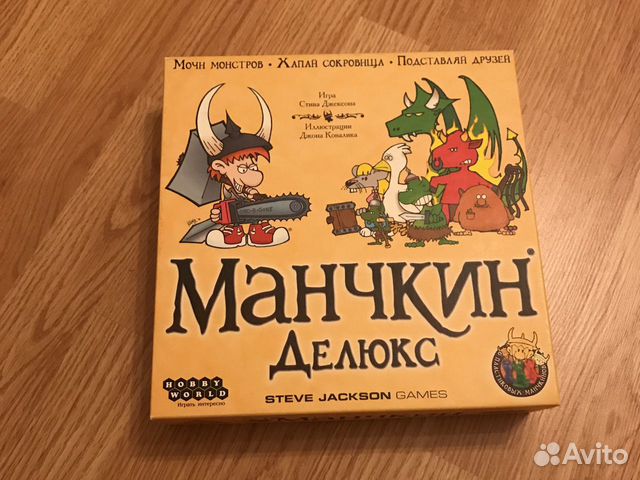 Мочи монстров • Хапай сокровища • Подставляй друзей
Игра
Стива Джексона
Иллюстрации
Джона Ковалика
Манчкин®
Делюкс
HOBBY
WORLD
Играть интересно
STEVE JACKSON GAMES
Avito